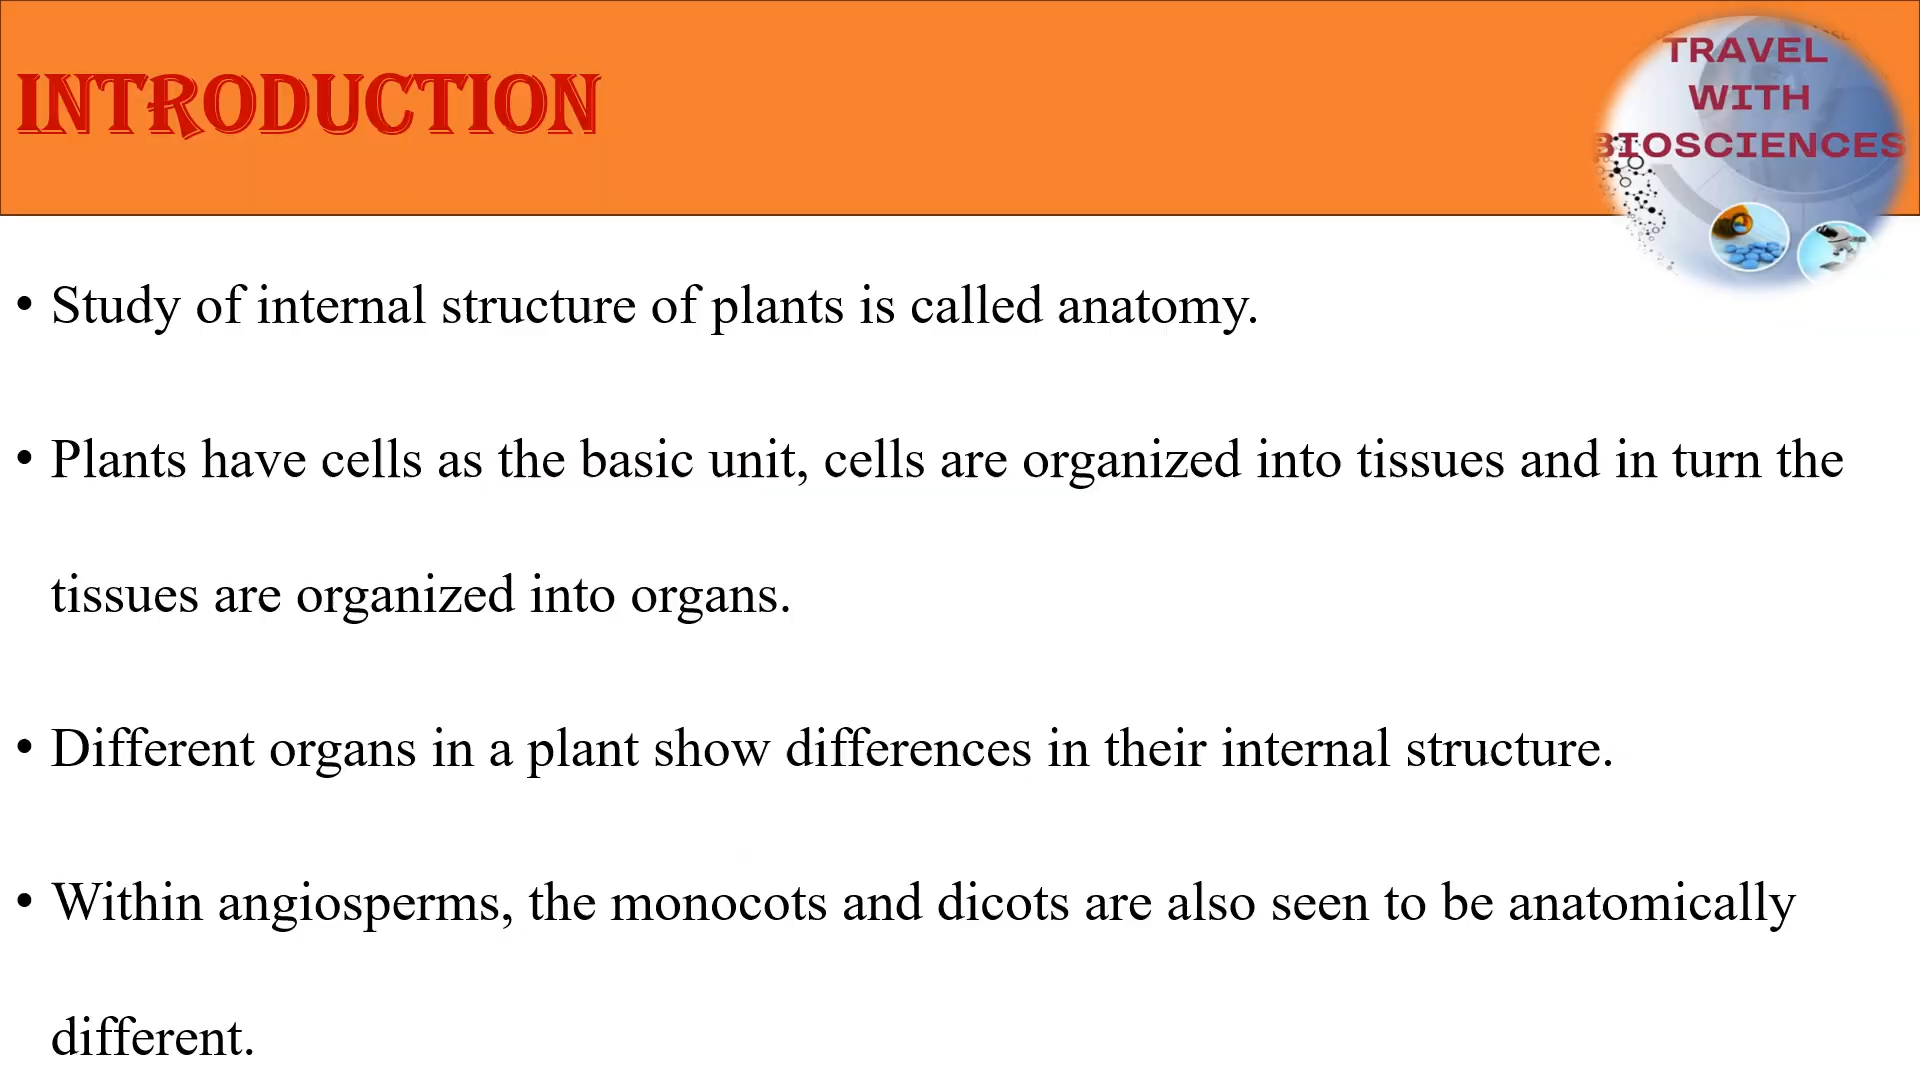 INTRODUCTION
TRAVEL
WITH
BIOSCIENCES
• Study of internal structure of plants is called anatomy.
• Plants have cells as the basic unit, cells are organized into tissues and in turn the
tissues are organized into organs.
• Different organs in a plant show differences in their internal structure.
• Within angiosperms, the monocots and dicots are also seen to be anatomically
different.